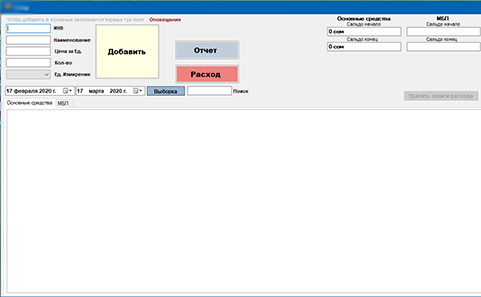 Чтобы добавить в основные заполняются первые три поля Оповещения
ИНВ
Наименование
Цена за Ед.
Кол-во
Ед. Измерения
Добавить
Отчет
Расход
Основные средства
Сальдо начало
0 сом
Сальдо конец
0 сом
МБП
Сальдо начало
Сальдо конец
17 февраля 2020 г.
17 марта 2020 г.
Выборка
Поиск
Удалить записи расхода
Основные средства МБП